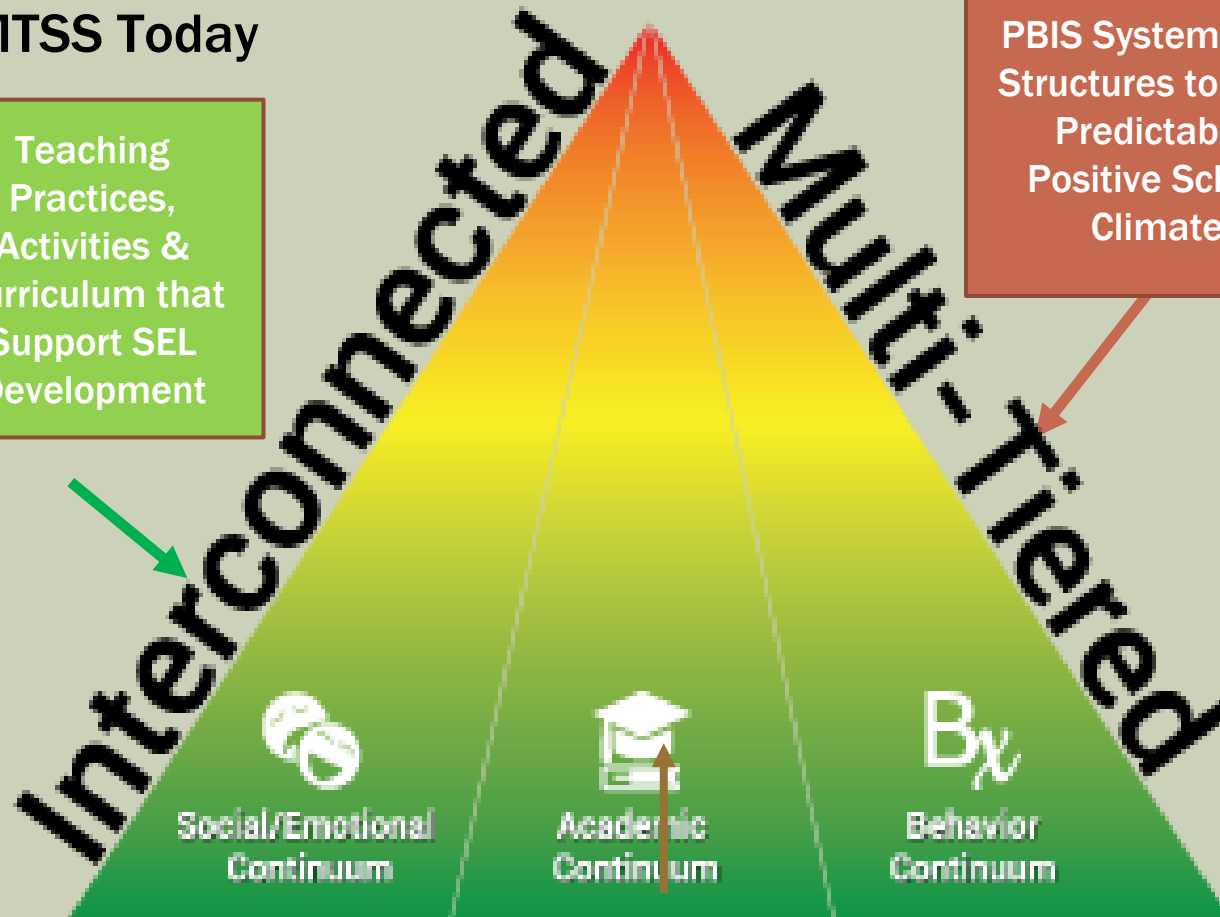 MTSS Today
Teaching
Practices,
Activities &
urriculum that
Support SEL
Development
Interconnected
Multi-Tiered
PBIS System
Structures to
Predictab
Positive Sc
Climate
Social/Emotional
Continuum
Academic
Continuum
Bx
Behavior
Continuum